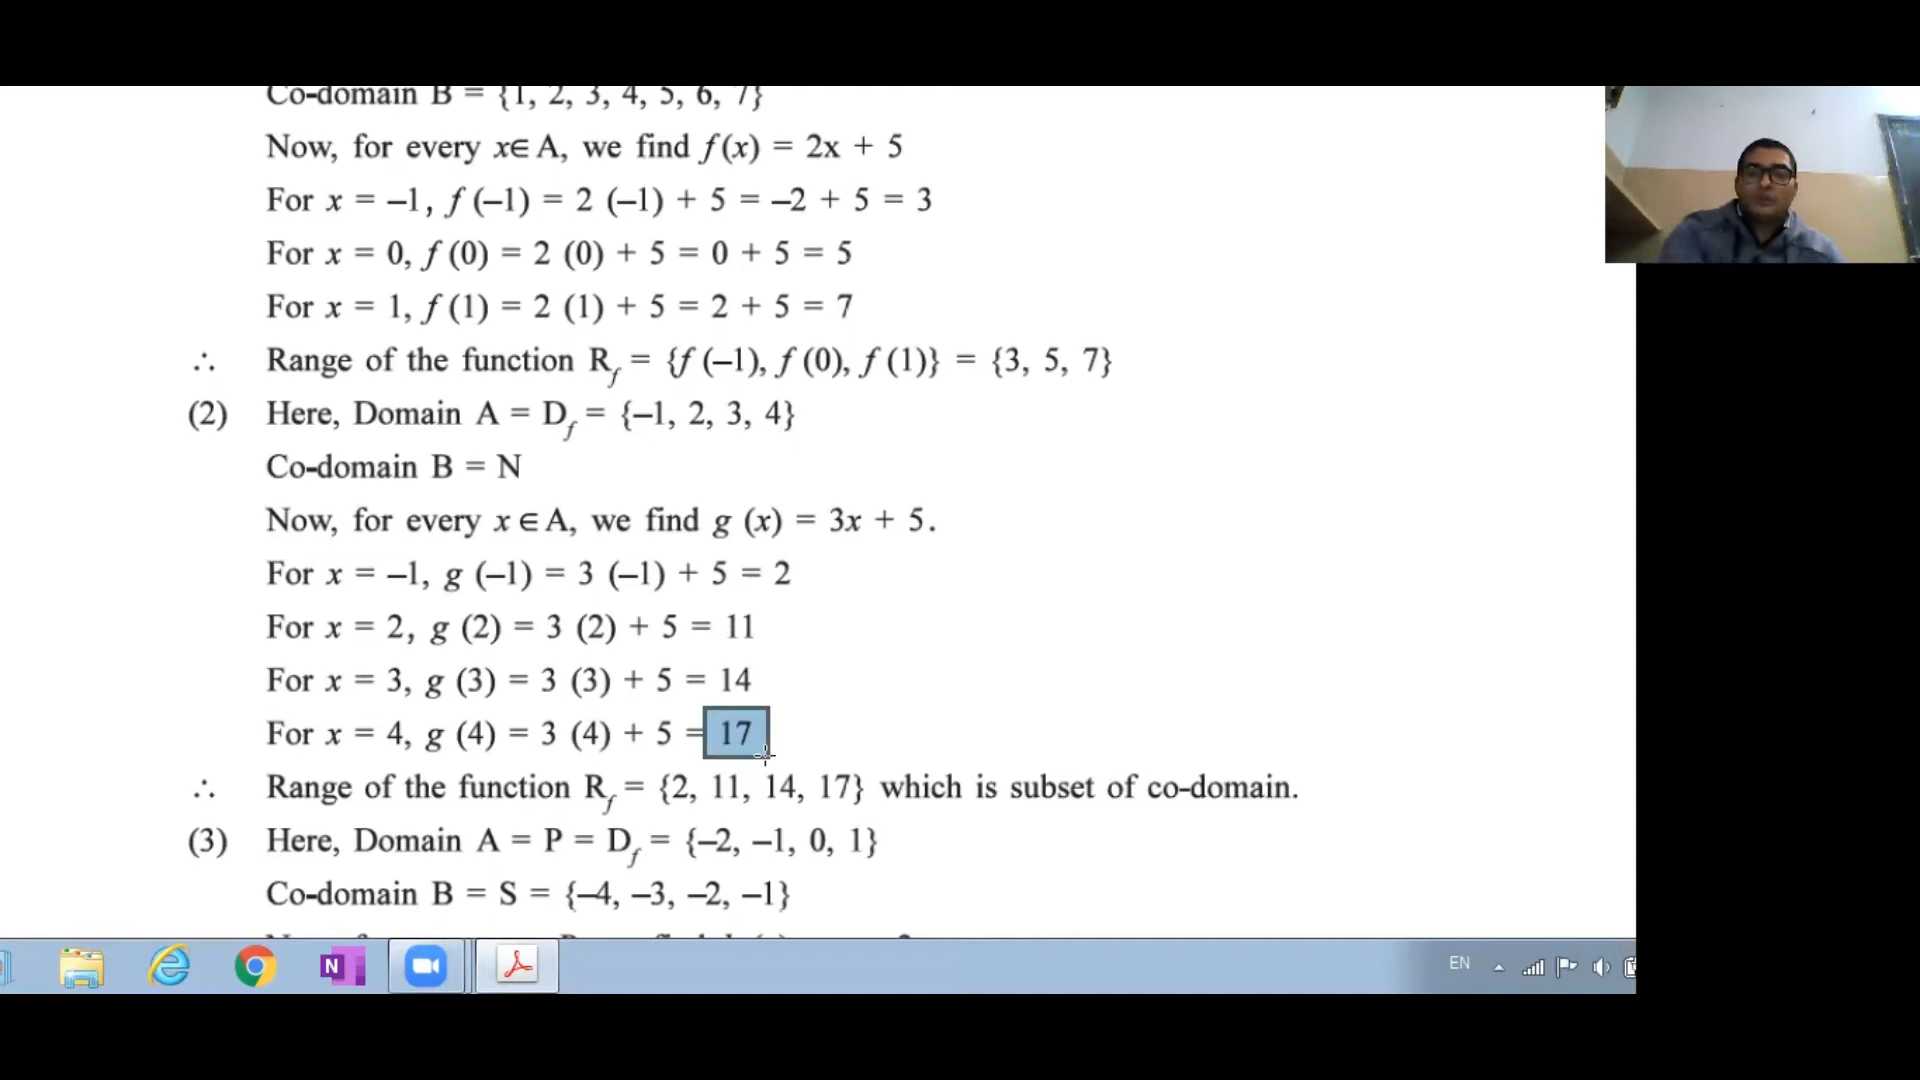 Co-domain B = {1, 2, 3, 4, 5, 6, 7}
Now, for every x∈ A, we find f(x) = 2x + 5
For x = –1, f (–1) = 2 (–1) + 5 = –2 + 5 = 3
For x = 0, f (0) = 2 (0) + 5 = 0 + 5 = 5
For x = 1, f (1) = 2 (1) + 5 = 2 + 5 = 7
∴ Range of the function R_f = {f (–1), f (0), f (1)} = {3, 5, 7}
(2) Here, Domain A = D_f = {–1, 2, 3, 4}
Co-domain B = N
Now, for every x ∈ A, we find g (x) = 3x + 5.
For x = –1, g (–1) = 3 (–1) + 5 = 2
For x = 2, g (2) = 3 (2) + 5 = 11
For x = 3, g (3) = 3 (3) + 5 = 14
For x = 4, g (4) = 3 (4) + 5 = 17
∴ Range of the function R_f = {2, 11, 14, 17} which is subset of co-domain.
(3) Here, Domain A = P = D_f = {–2, –1, 0, 1}
Co-domain B = S = {–4, –3, –2, –1}
N
EN